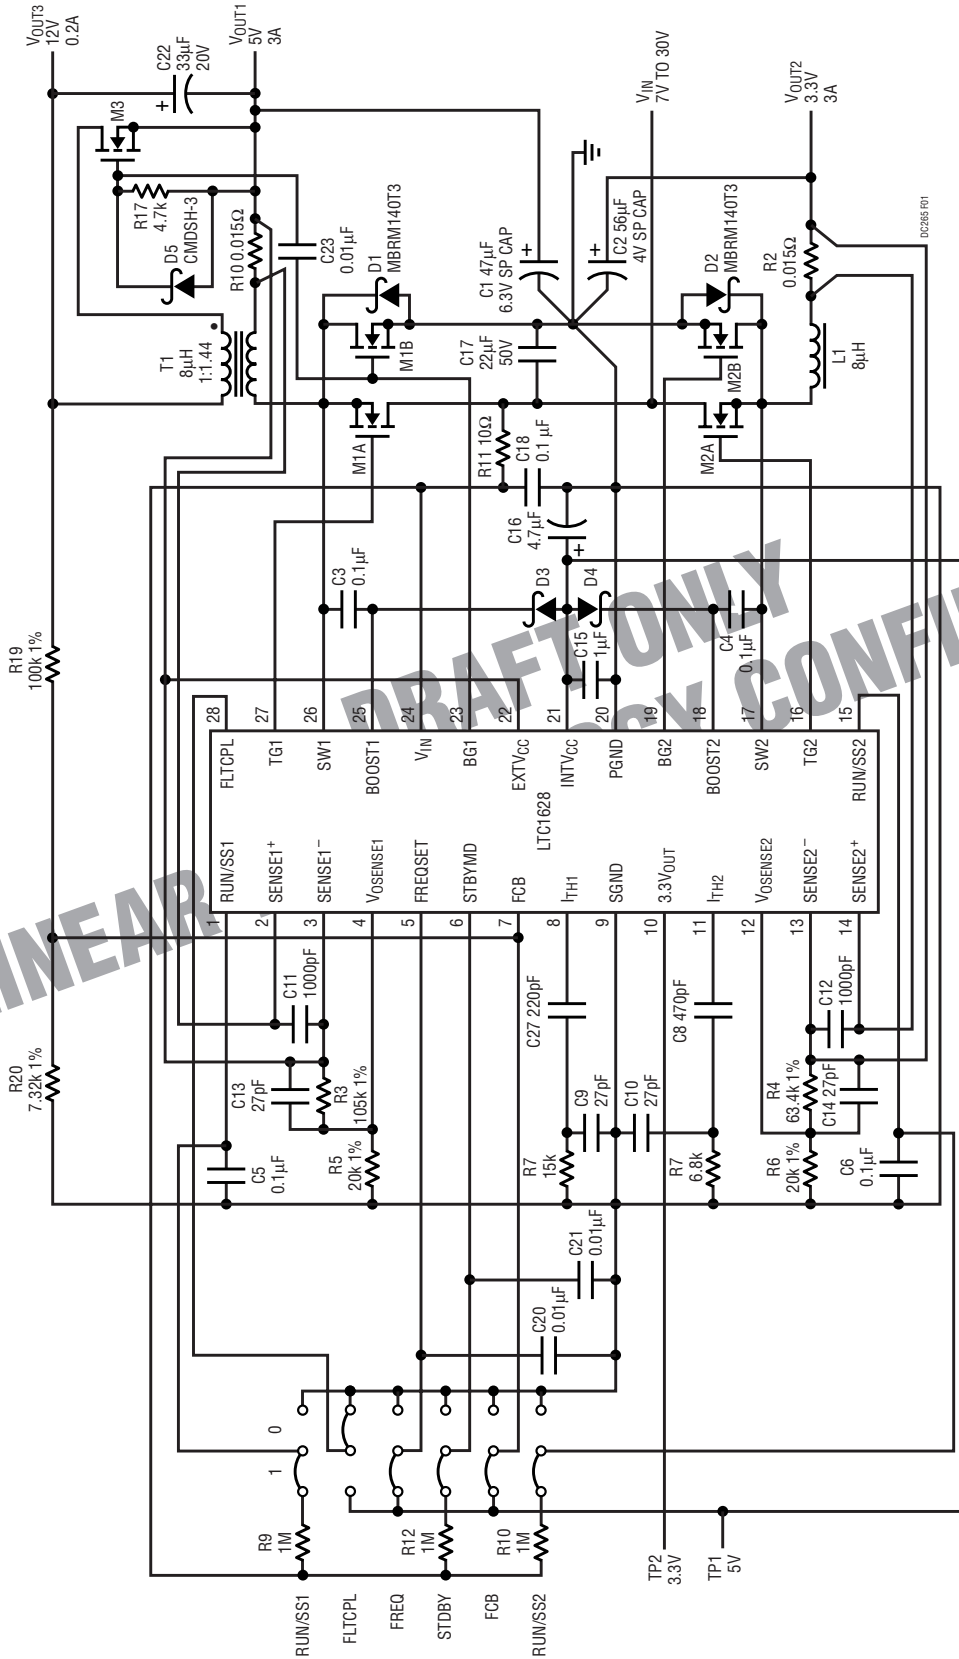 VOUT3
12V
0.2A
VOUT1
5V
3A
C22
33µF
20V
M3
R17
4.7k
D5
CMDSH-3
R10 0.015Ω
C23
0.01µF
T1
8µH
1:1.44
D1
MBRM140T3
M1B
M1A
C1 47µF
6.3V SP CAP
C2 56µF
4V SP CAP
C17
22µF
50V
VIN
7V TO 30V
VOUT2
3.3V
3A
D2
MBRM140T3
M2B
M2A
R2
0.015Ω
L1
8µH
DC265 F01
R11 10Ω
C18
0.1 µF
C16
4.7µF
R19
100k 1%
C3
0.1µF
D3
D4
C15
1µF
C4
0.1µF
28
27
26
25
24
23
22
21
20
19
18
17
16
15
FLTCPL
TG1
SW1
BOOST1
VIN
BG1
EXTVCC
INTVCC
PGND
BG2
BOOST2
SW2
TG2
RUN/SS2
LTC1628
RUN/SS1
SENSE1+
SENSE1–
VOSENSE1
FREQSET
STBYMD
FCB
ITH1
SGND
3.3VOUT
ITH2
VOSENSE2
SENSE2–
SENSE2+
1
2
3
4
5
6
7
8
9
10
11
12
13
14
R20
7.32k 1%
C11
1000pF
C13
27pF
R3
105k 1%
C5
0.1µF
R5
20k 1%
C27 220pF
C9
27pF
C10
27pF
R7
15k
C8 470pF
R7
6.8k
C12
1000pF
R4
63.4k 1%
C14 27pF
R6
20k 1%
C6
0.1µF
C21
0.01µF
C20
0.01µF
1
0
R9
1M
R12
1M
R10
1M
RUN/SS1
FLTCPL
FREQ
STDBY
FCB
RUN/SS2
TP2
3.3V
TP1
5V
DRAFT ONLY